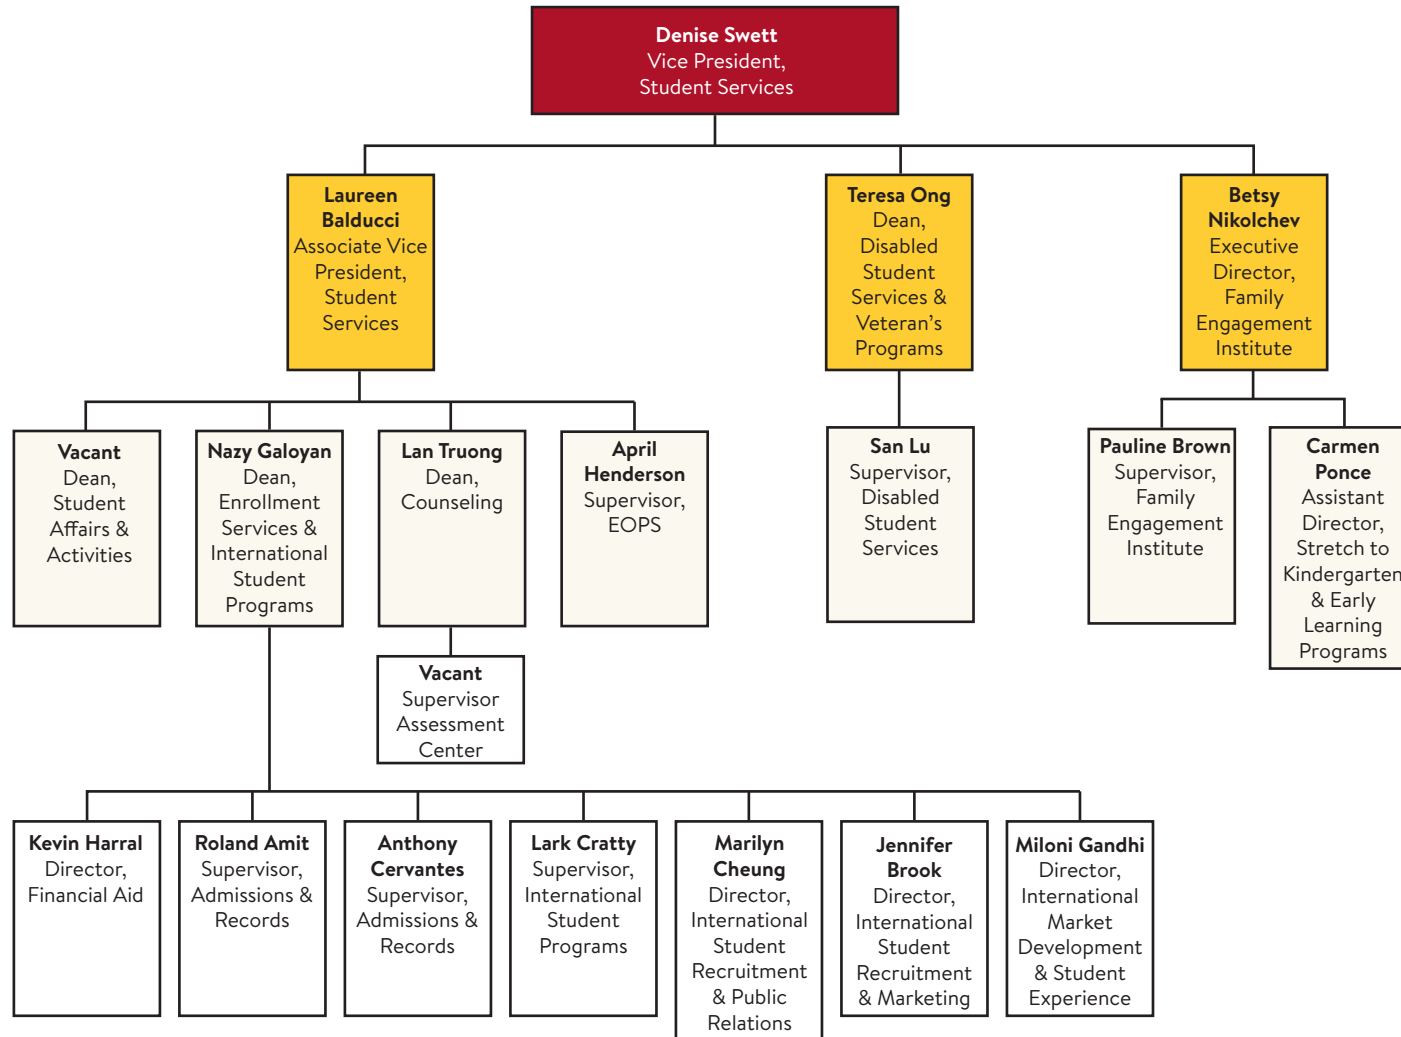 Denise Swett
Vice President,
Student Services
Laureen
Balducci
Associate Vice
President,
Student
Services
Teresa Ong
Dean,
Disabled
Student
Services &
Veteran’s
Programs
Betsy
Nikolchev
Executive
Director,
Family
Engagement
Institute
Vacant
Dean,
Student
Affairs &
Activities
Nazy Galoyan
Dean,
Enrollment
Services &
International
Student
Programs
Lan Truong
Dean,
Counseling
April
Henderson
Supervisor,
EOPS
San Lu
Supervisor,
Disabled
Student
Services
Pauline Brown
Supervisor,
Family
Engagement
Institute
Carmen
Ponce
Assistant
Director,
Stretch to
Kindergarten
& Early
Learning
Programs
Vacant
Supervisor
Assessment
Center
Kevin Harral
Director,
Financial Aid
Roland Amit
Supervisor,
Admissions &
Records
Anthony
Cervantes
Supervisor,
Admissions &
Records
Lark Cratty
Supervisor,
International
Student
Programs
Marilyn
Cheung
Director,
International
Student
Recruitment
& Public
Relations
Jennifer
Brook
Director,
International
Student
Recruitment
& Marketing
Miloni Gandhi
Director,
International
Market
Development
& Student
Experience